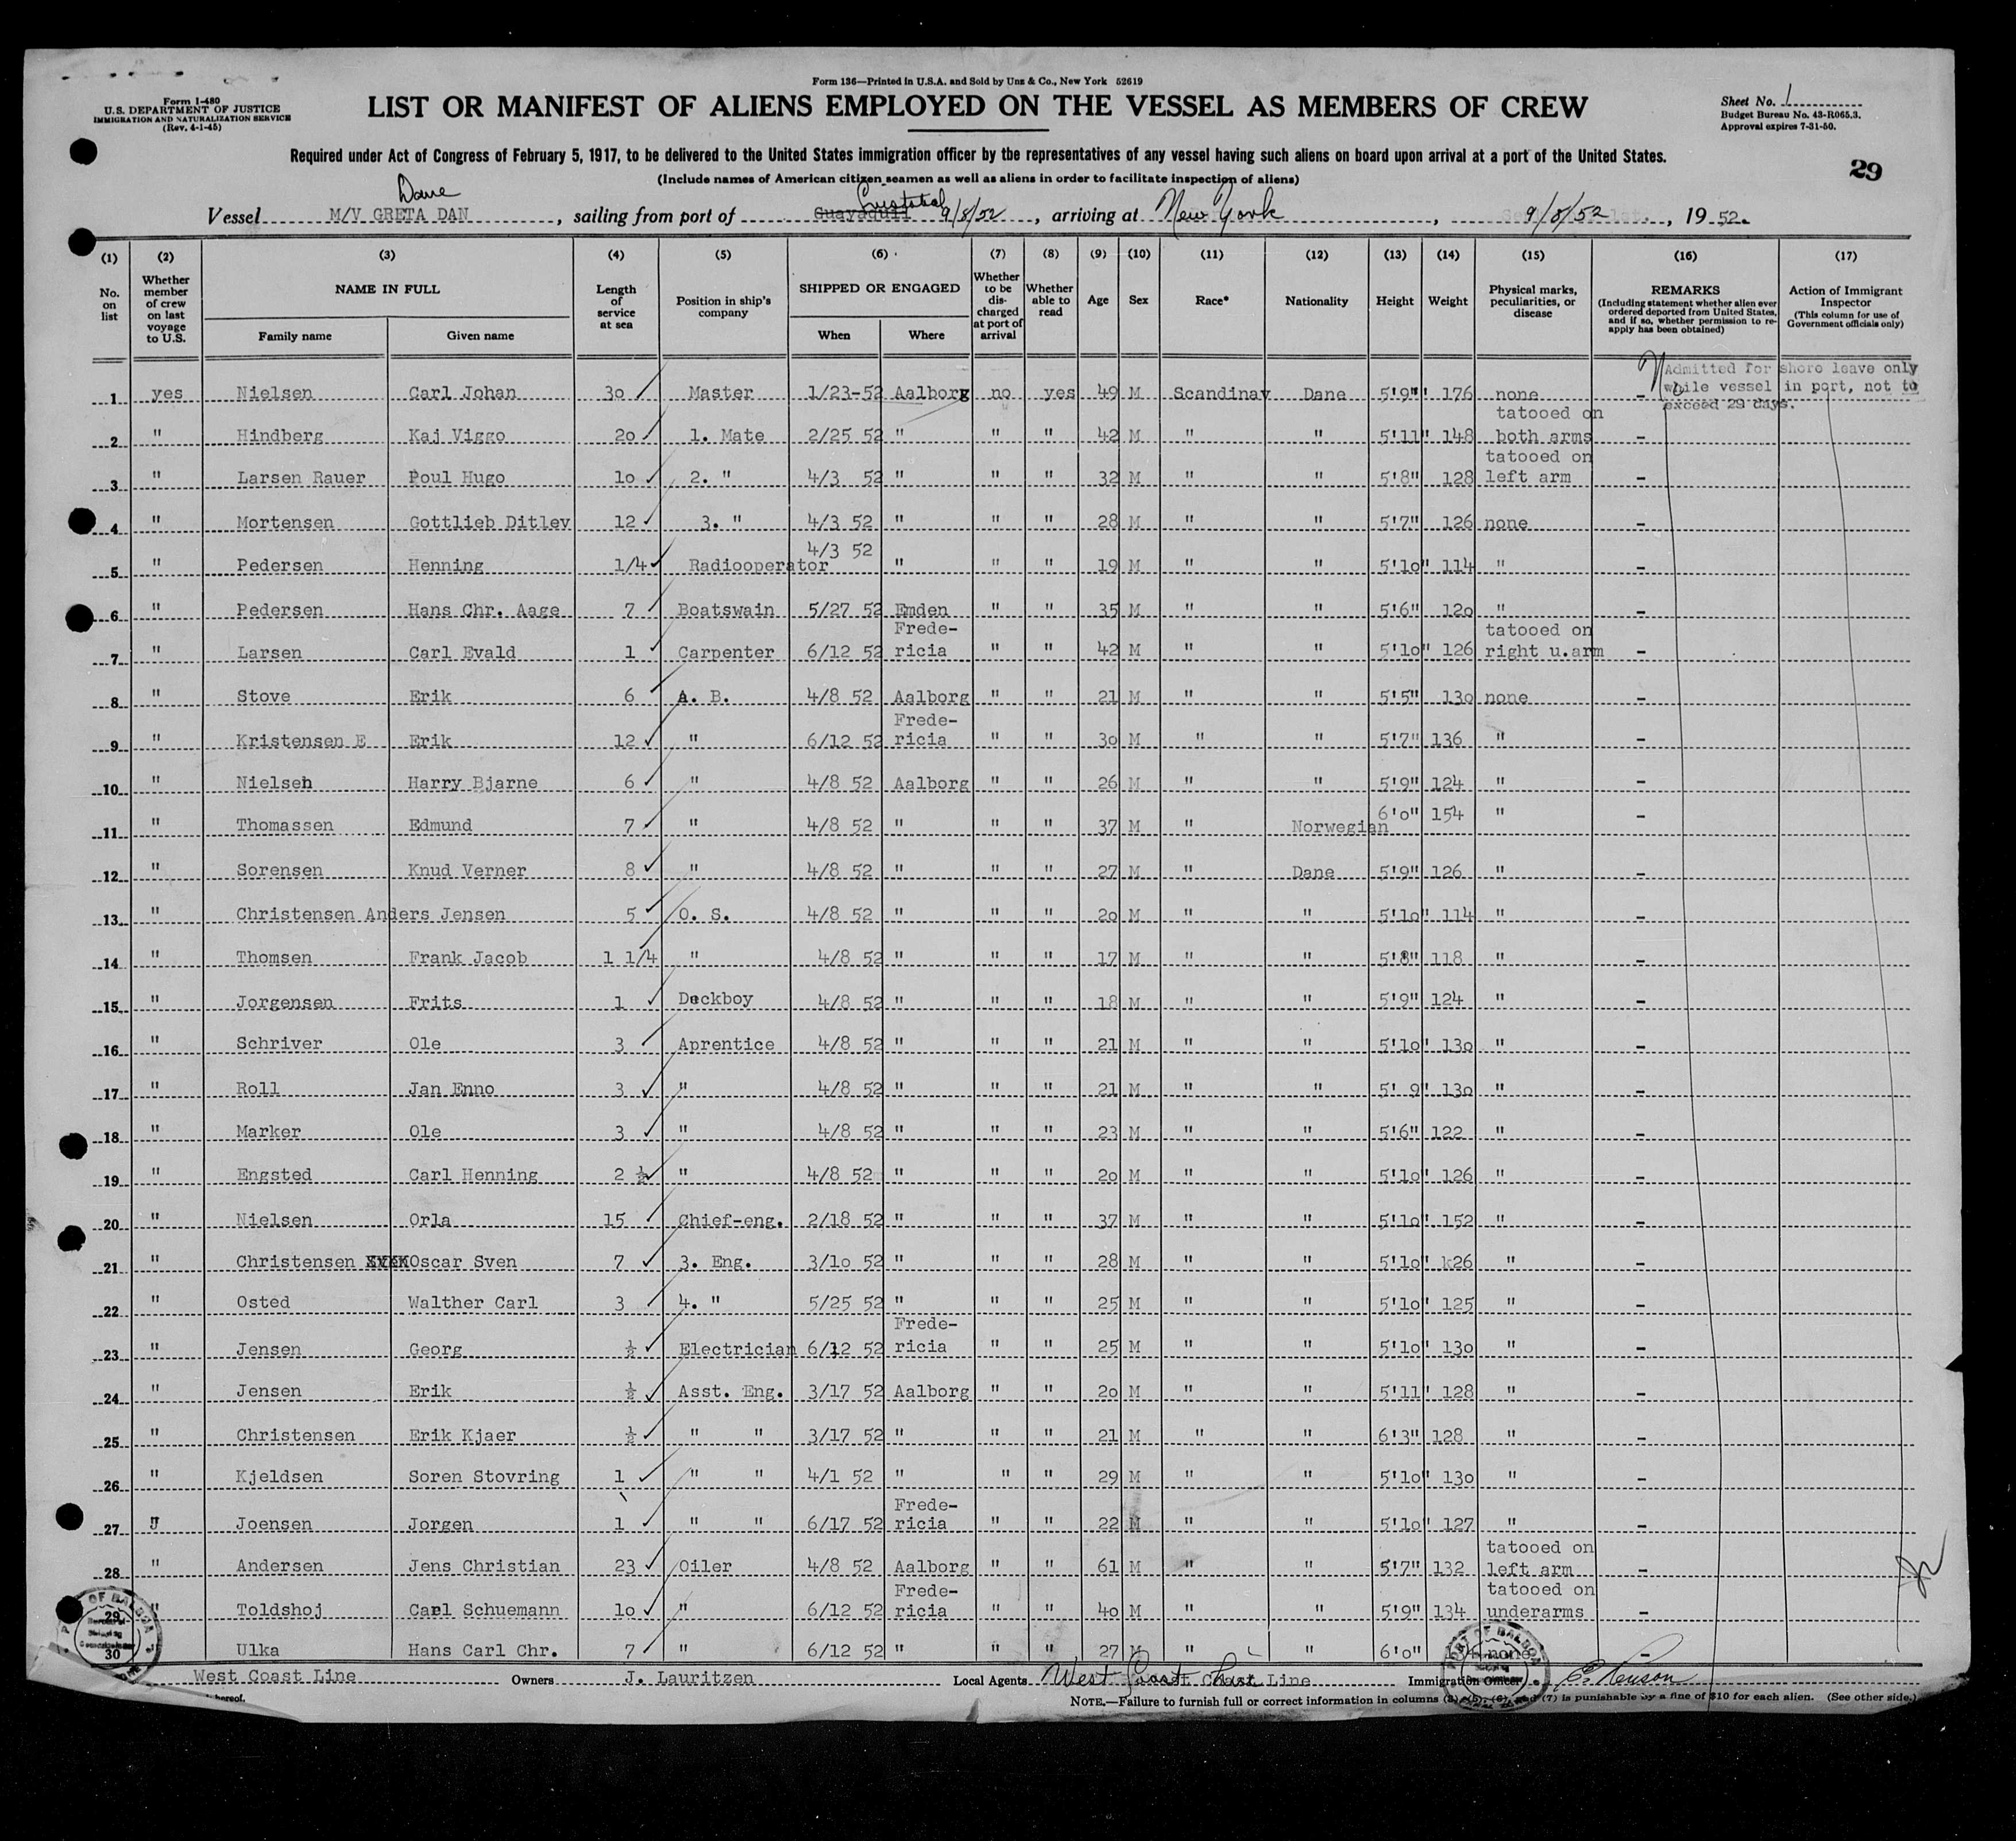 Form 136—Printed in U.S.A. and Sold by Unz & Co., New York 52619
Form I-480
U.S. DEPARTMENT OF JUSTICE
IMMIGRATION AND NATURALIZATION SERVICE
(Rev. 4-1-45)
LIST OR MANIFEST OF ALIENS EMPLOYED ON THE VESSEL AS MEMBERS OF CREW
Sheet No. 1
Budget Bureau No. 43-R065.3.
Approval expires 7-31-50.
Required under Act of Congress of February 5, 1917, to be delivered to the United States immigration officer by the representatives of any vessel having such aliens on board upon arrival at a port of the United States.
29
(Include names of American citizen seamen as well as aliens in order to facilitate inspection of aliens)
Vessel M/V GRETA DAN, sailing from port of Guayaquil Cristobal 9/8/52, arriving at New York, 9/8/52, 19 52.
(1) (2) (3) (4) (5) (6) (7) (8) (9) (10) (11) (12) (13) (14) (15) (16) (17)
No. on list
Whether member of crew on last voyage to U.S.
NAME IN FULL
Family name
Given name
Length of service at sea
Position in ship's company
SHIPPED OR ENGAGED
When
Where
Whether to be discharged at port of arrival
Whether able to read
Age
Sex
Race*
Nationality
Height
Weight
Physical marks, peculiarities, or disease
REMARKS
(Including statement whether alien ever ordered deported from United States, and if so, whether permission to re-apply has been obtained)
Action of Immigrant Inspector
(This column for use of Government officials only)
Admitted for shore leave only
while vessel in port, not to
exceed 29 days.
1 yes Nielsen Carl Johan 30 Master 1/23-52 Aalborg no yes 49 M Scandinav Dane 5'9" 176 none -
2 " Hindberg Kaj Viggo 20 1. Mate 2/25 52 " " " 42 M " " 5'11" 148 tatooed on both arms -
3 " Larsen Rauer Poul Hugo 10 2. " 4/3 52 " " " 32 M " " 5'8" 128 tatooed on left arm -
4 " Mortensen Gottlieb Ditlev 12 3. " 4/3 52 " " " 28 M " " 5'7" 126 none -
5 " Pedersen Henning 1/4 Radiooperator 4/3 52 " " " 19 M " " 5'10" 114 " -
6 " Pedersen Hans Chr. Aage 7 Boatswain 5/27 52 Emden " " 35 M " " 5'6" 120 " -
7 " Larsen Carl Evald 1 Carpenter 6/12 52 Frede-ricia " " 42 M " " 5'10" 126 tatooed on right u.arm -
8 " Stove Erik 6 A. B. 4/8 52 Aalborg " " 21 M " " 5'5" 130 none -
9 " Kristensen E Erik 12 " 6/12 52 Frede-ricia " " 30 M " " 5'7" 136 " -
10 " Nielsen Harry Bjarne 6 " 4/8 52 Aalborg " " 26 M " " 5'9" 124 " -
11 " Thomassen Edmund 7 " 4/8 52 " " " 37 M " Norwegian 6'0" 154 " -
12 " Sorensen Knud Verner 8 " 4/8 52 " " " 27 M " Dane 5'9" 126 " -
13 " Christensen Anders Jensen 5 O. S. 4/8 52 " " " 20 M " " 5'10" 114 " -
14 " Thomsen Frank Jacob 1 1/4 " 4/8 52 " " " 17 M " " 5'8" 118 " -
15 " Jorgensen Frits 1 Deckboy 4/8 52 " " " 18 M " " 5'9" 124 " -
16 " Schriver Ole 3 Aprentice 4/8 52 " " " 21 M " " 5'10" 130 " -
17 " Roll Jan Enno 3 " 4/8 52 " " " 21 M " " 5' 9" 130 " -
18 " Marker Ole 3 " 4/8 52 " " " 23 M " " 5'6" 122 " -
19 " Engsted Carl Henning 2 ½ " 4/8 52 " " " 20 M " " 5'10" 126 " -
20 " Nielsen Orla 15 Chief-eng. 2/18 52 " " " 37 M " " 5'10" 152 " -
21 " Christensen Oscar Sven 7 3. Eng. 3/10 52 " " " 28 M " " 5'10" k26 " -
22 " Osted Walther Carl 3 4. " 5/25 52 " " " 25 M " " 5'10" 125 " -
23 " Jensen Georg ½ Electrician 6/12 52 Frede-ricia " " 25 M " " 5'10" 130 " -
24 " Jensen Erik ½ Asst. Eng. 3/17 52 Aalborg " " 20 M " " 5'11" 128 " -
25 " Christensen Erik Kjaer ½ " " 3/17 52 " " " 21 M " " 6'3" 128 " -
26 " Kjeldsen Soren Stovring 1 " " 4/1 52 " " " 29 M " " 5'10" 130 " -
27 " Joensen Jorgen 1 " " 6/17 52 Frede-ricia " " 22 M " " 5'10" 127 " -
28 " Andersen Jens Christian 23 Oiler 4/8 52 Aalborg " " 61 M " " 5'7" 132 tatooed on left arm -
29 " Toldshoj Carl Schuemann 10 " 6/12 52 Frede-ricia " " 40 M " " 5'9" 134 tatooed on underarms -
30 Ulka Hans Carl Chr. 7 " 6/12 52 " " " 27 M " " 6'0" none -
West Coast Line Owners J. Lauritzen Local Agents West Coast Line Immigration Officer
hereof.
NOTE.—Failure to furnish full or correct information in columns (3), (5), (6), and (7) is punishable by a fine of $10 for each alien. (See other side.)
PORT OF BALBOA